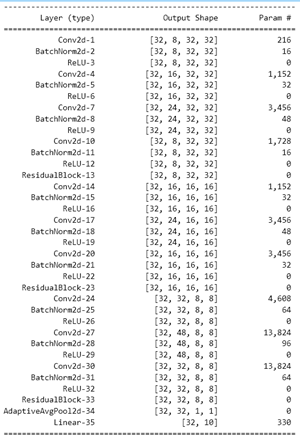 ----------------------------------------------------------------
Layer (type) Output Shape Param #
================================================================
Conv2d-1 [32, 8, 32, 32] 216
BatchNorm2d-2 [32, 8, 32, 32] 16
ReLU-3 [32, 8, 32, 32] 0
Conv2d-4 [32, 16, 32, 32] 1,152
BatchNorm2d-5 [32, 16, 32, 32] 32
ReLU-6 [32, 16, 32, 32] 0
Conv2d-7 [32, 24, 32, 32] 3,456
BatchNorm2d-8 [32, 24, 32, 32] 48
ReLU-9 [32, 24, 32, 32] 0
Conv2d-10 [32, 8, 32, 32] 1,728
BatchNorm2d-11 [32, 8, 32, 32] 16
ReLU-12 [32, 8, 32, 32] 0
ResidualBlock-13 [32, 8, 32, 32] 0
Conv2d-14 [32, 16, 16, 16] 1,152
BatchNorm2d-15 [32, 16, 16, 16] 32
ReLU-16 [32, 16, 16, 16] 0
Conv2d-17 [32, 24, 16, 16] 3,456
BatchNorm2d-18 [32, 24, 16, 16] 48
ReLU-19 [32, 24, 16, 16] 0
Conv2d-20 [32, 16, 16, 16] 3,456
BatchNorm2d-21 [32, 16, 16, 16] 32
ReLU-22 [32, 16, 16, 16] 0
ResidualBlock-23 [32, 16, 16, 16] 0
Conv2d-24 [32, 32, 8, 8] 4,608
BatchNorm2d-25 [32, 32, 8, 8] 64
ReLU-26 [32, 32, 8, 8] 0
Conv2d-27 [32, 48, 8, 8] 13,824
BatchNorm2d-28 [32, 48, 8, 8] 96
ReLU-29 [32, 48, 8, 8] 0
Conv2d-30 [32, 32, 8, 8] 13,824
BatchNorm2d-31 [32, 32, 8, 8] 64
ReLU-32 [32, 32, 8, 8] 0
ResidualBlock-33 [32, 32, 8, 8] 0
AdaptiveAvgPool2d-34 [32, 32, 1, 1] 0
Linear-35 [32, 10] 330
================================================================